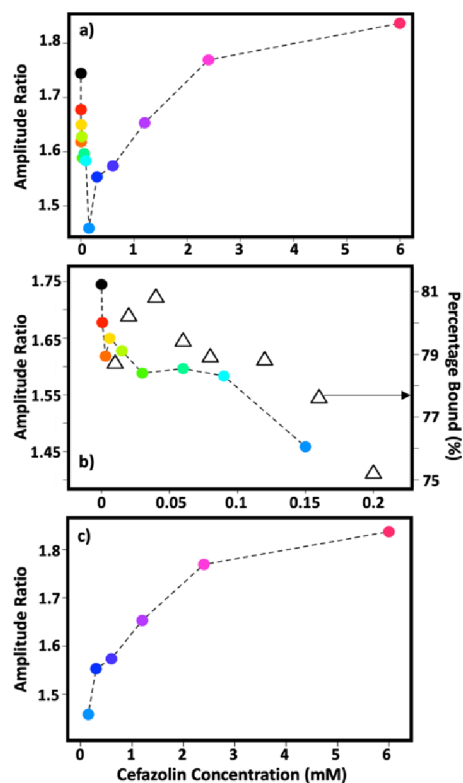 a)
Amplitude Ratio
1.8
1.7
1.6
1.5
0 1 2 3 4 5 6
b)
Amplitude Ratio
1.75
1.65
1.55
1.45
81
79
77
75
Percentage Bound (%)
0 0.05 0.1 0.15 0.2
c)
Amplitude Ratio
1.8
1.7
1.6
1.5
0 1 2 3 4 5 6
Cefazolin Concentration (mM)